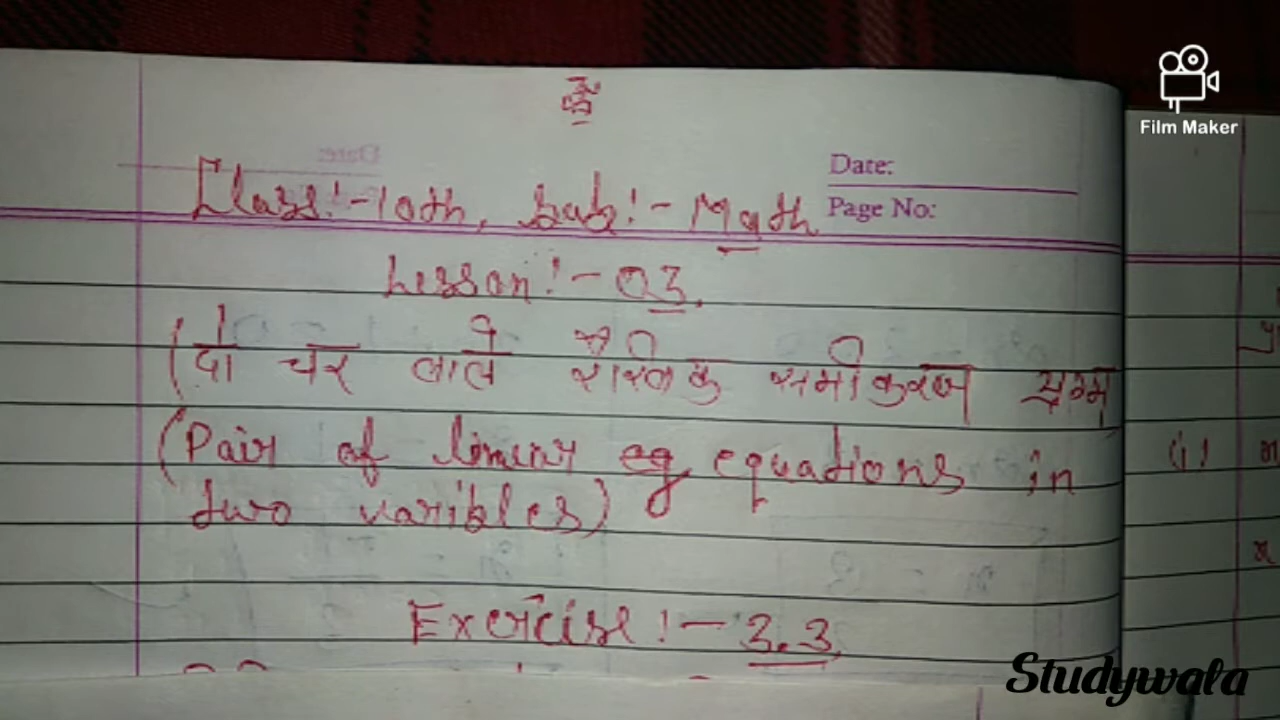 Film Maker
Date:
Class:-10th, Sub:- Math
Page No:
Lesson:- 03.
(दो चर वाले रैखिक समीकरण युग्म
(Pair of linear eq equations in
two varibles)
Exercise:- 3.3
(i)
Studywala